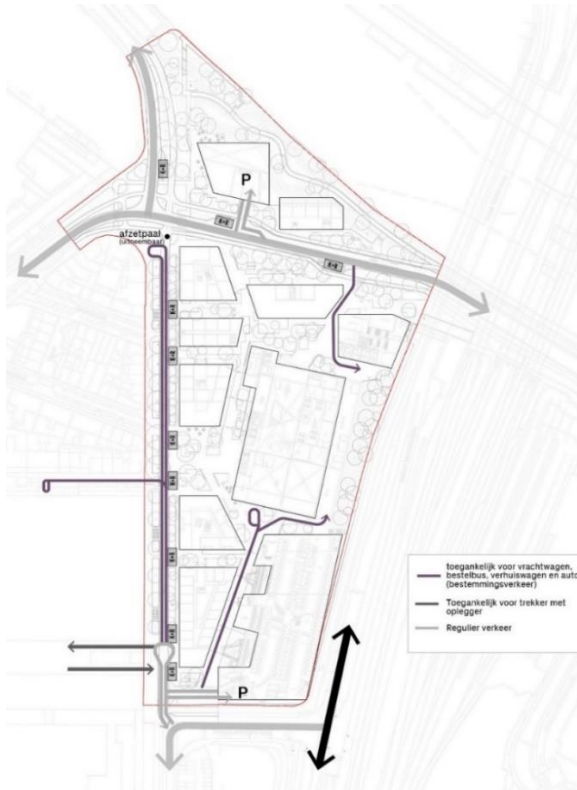 P
afzetpaal
(uitneembaar)
P
toegankelijk voor vrachtwagen,
bestelbus, verhuiswagen en auto
(bestemmingsverkeer)
Toegankelijk voor trekker met
oplegger
Regulier verkeer